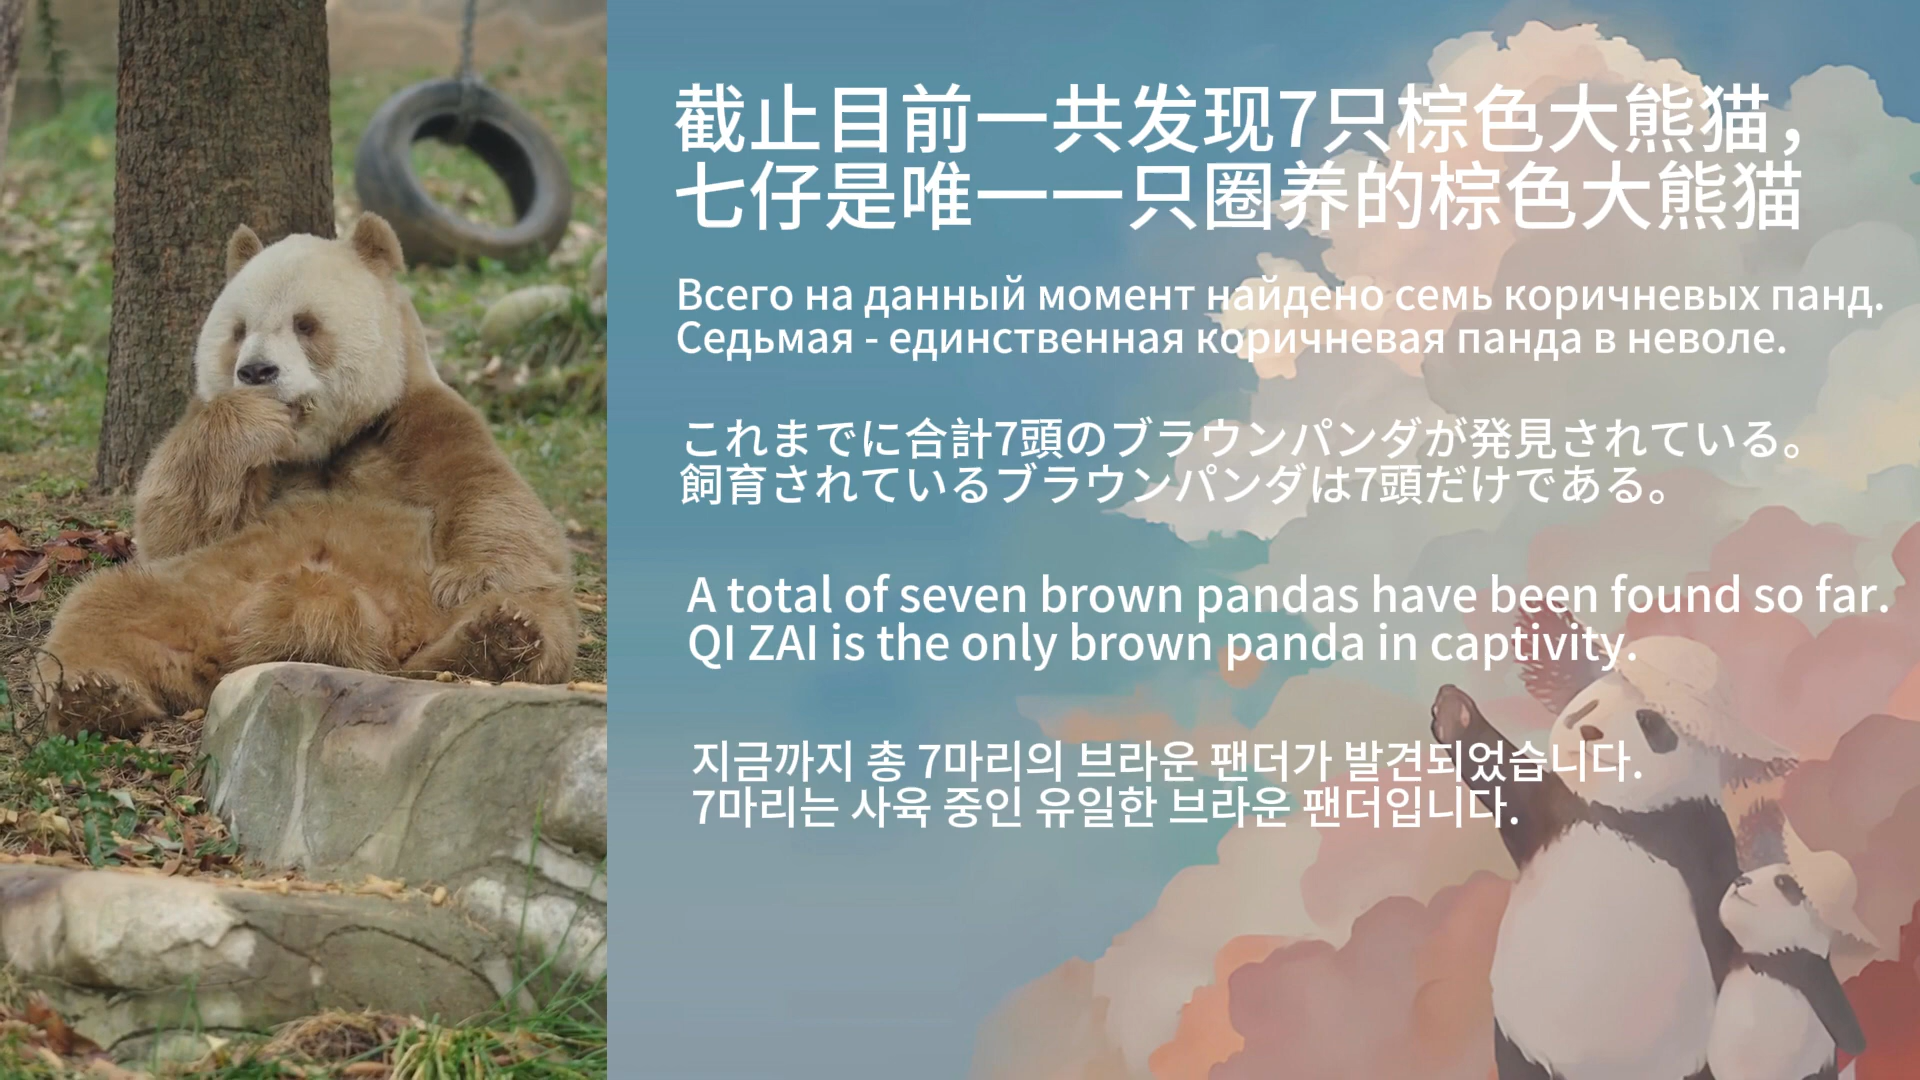 截止目前一共发现7只棕色大熊猫，
七仔是唯一一只圈养的棕色大熊猫
Всего на данный момент найдено семь коричневых панд.
Седьмая - единственная коричневая панда в неволе.
これまでに合計7頭のブラウンパンダが発見されている。
飼育されているブラウンパンダは7頭だけである。
A total of seven brown pandas have been found so far.
QI ZAI is the only brown panda in captivity.
지금까지 총 7마리의 브라운 팬더가 발견되었습니다.
7마리는 사육 중인 유일한 브라운 팬더입니다.